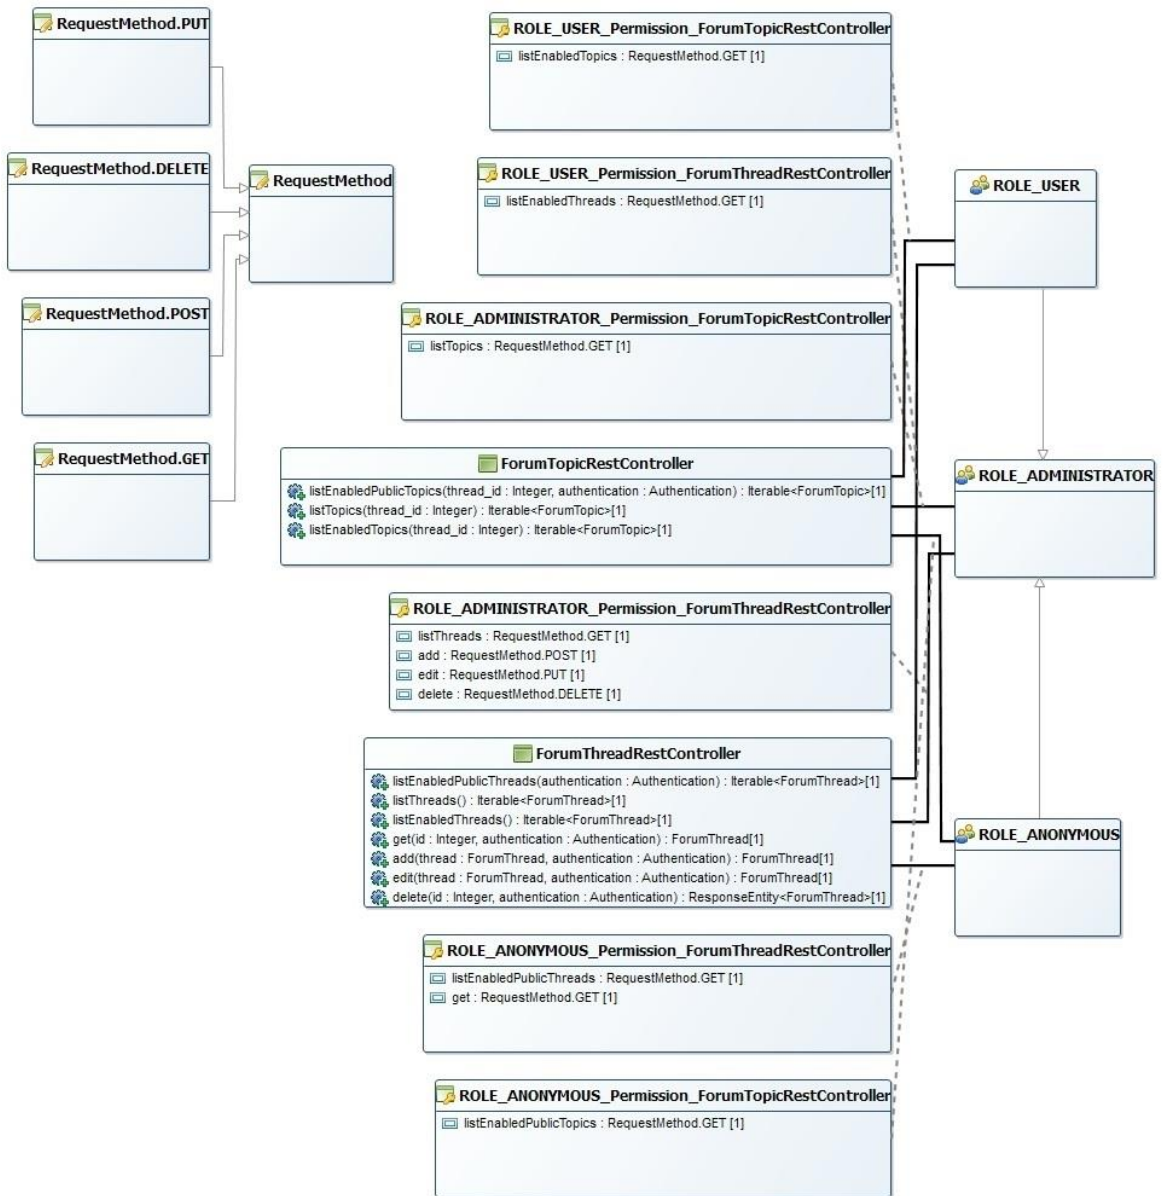 RequestMethod.PUT
RequestMethod.DELETE
RequestMethod
RequestMethod.POST
RequestMethod.GET
ROLE_USER_Permission_ForumTopicRestController
listEnabledTopics : RequestMethod.GET [1]
ROLE_USER_Permission_ForumThreadRestController
listEnabledThreads : RequestMethod.GET [1]
ROLE_ADMINISTRATOR_Permission_ForumTopicRestController
listTopics : RequestMethod.GET [1]
ForumTopicRestController
listEnabledPublicTopics(thread_id : Integer, authentication : Authentication) : Iterable<ForumTopic>[1]
listTopics(thread_id : Integer) : Iterable<ForumTopic>[1]
listEnabledTopics(thread_id : Integer) : Iterable<ForumTopic>[1]
ROLE_ADMINISTRATOR_Permission_ForumThreadRestController
listThreads : RequestMethod.GET [1]
add : RequestMethod.POST [1]
edit : RequestMethod.PUT [1]
delete : RequestMethod.DELETE [1]
ForumThreadRestController
listEnabledPublicThreads(authentication : Authentication) : Iterable<ForumThread>[1]
listThreads() : Iterable<ForumThread>[1]
listEnabledThreads() : Iterable<ForumThread>[1]
get(id : Integer, authentication : Authentication) : ForumThread[1]
add(thread : ForumThread, authentication : Authentication) : ForumThread[1]
edit(thread : ForumThread, authentication : Authentication) : ForumThread[1]
delete(id : Integer, authentication : Authentication) : ResponseEntity<ForumThread>[1]
ROLE_ANONYMOUS_Permission_ForumThreadRestController
listEnabledPublicThreads : RequestMethod.GET [1]
get : RequestMethod.GET [1]
ROLE_ANONYMOUS_Permission_ForumTopicRestController
listEnabledPublicTopics : RequestMethod.GET [1]
ROLE_USER
ROLE_ADMINISTRATOR
ROLE_ANONYMOUS